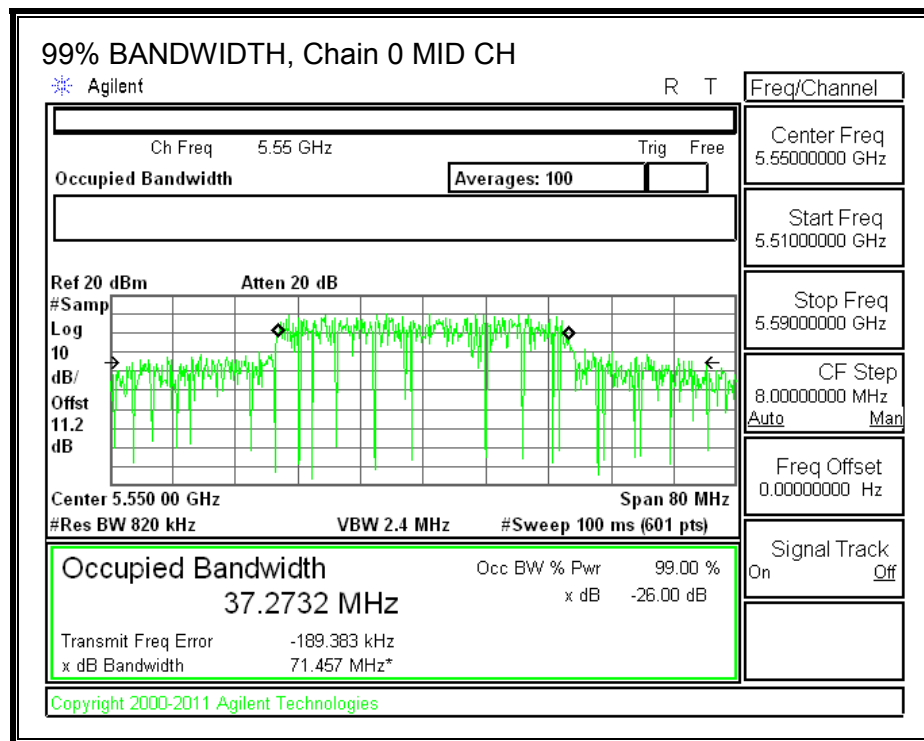 99% BANDWIDTH, Chain 0 MID CH
Agilent R T
Ch Freq 5.55 GHz Trig Free
Occupied Bandwidth Averages: 100
Ref 20 dBm Atten 20 dB
#Samp
Log
10
dB/
Offst
11.2
dB
Center 5.550 00 GHz Span 80 MHz
#Res BW 820 kHz VBW 2.4 MHz #Sweep 100 ms (601 pts)
Occupied Bandwidth Occ BW % Pwr 99.00 %
37.2732 MHz x dB -26.00 dB
Transmit Freq Error -189.383 kHz
x dB Bandwidth 71.457 MHz*
Copyright 2000-2011 Agilent Technologies
Freq/Channel
Center Freq
5.55000000 GHz
Start Freq
5.51000000 GHz
Stop Freq
5.59000000 GHz
CF Step
8.00000000 MHz
Auto Man
Freq Offset
0.00000000 Hz
Signal Track
On Off